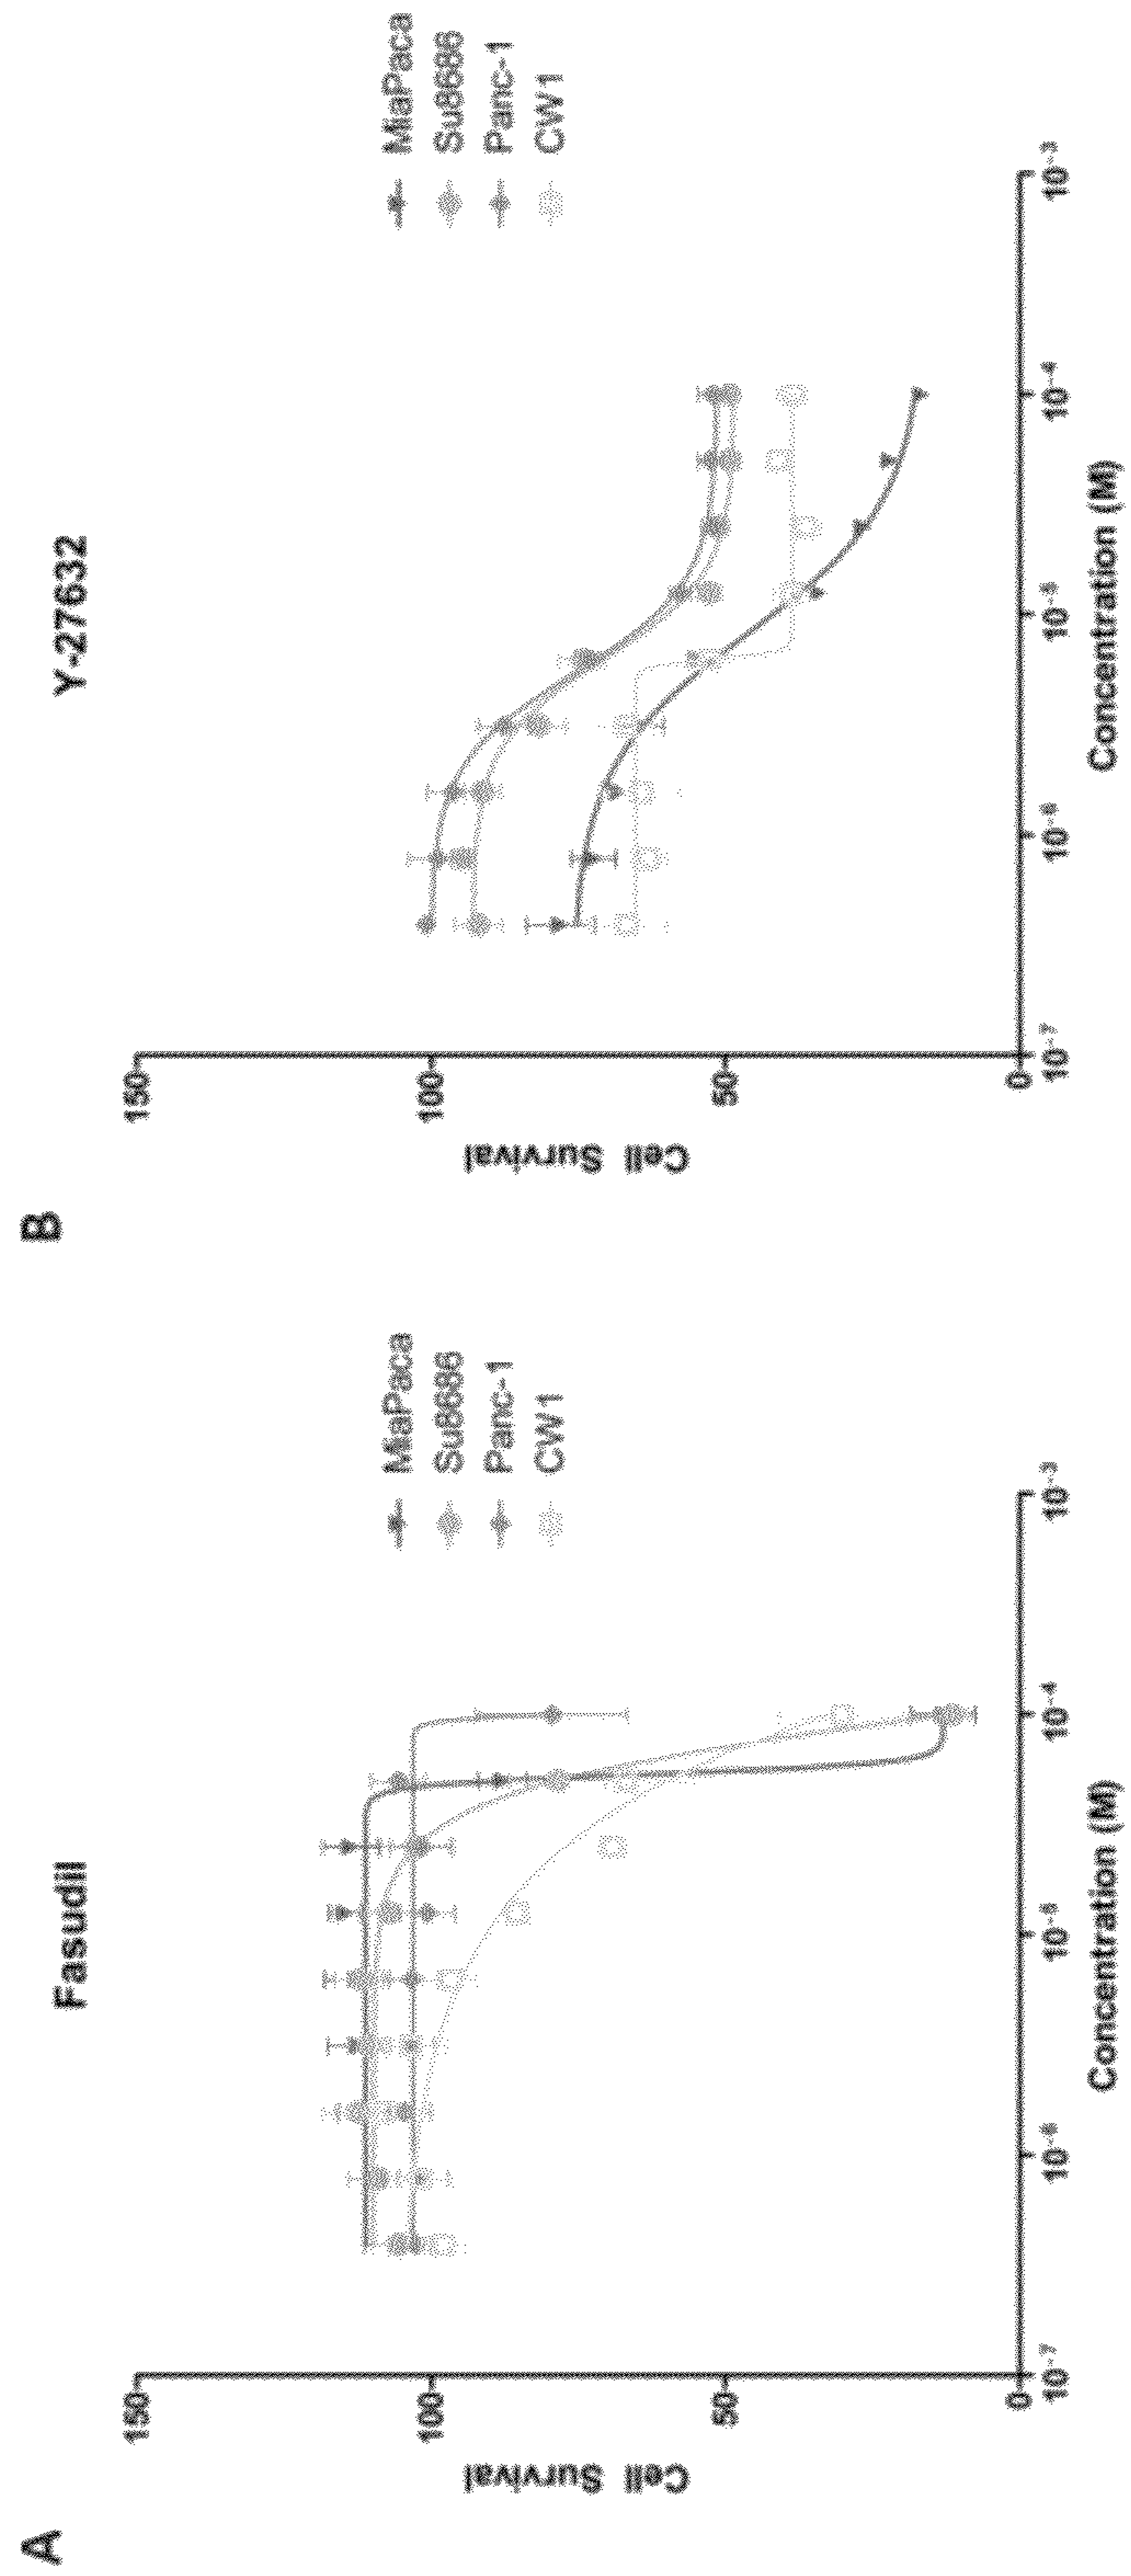 A
Fasudil
150
100
50
0
Cell Survival
10-7
10-6
10-5
10-4
10-3
Concentration (M)
MiaPaca
Su8686
Panc-1
CW1
B
Y-27632
150
100
50
0
Cell Survival
10-7
10-6
10-5
10-4
10-3
Concentration (M)
MiaPaca
Su8686
Panc-1
CW1